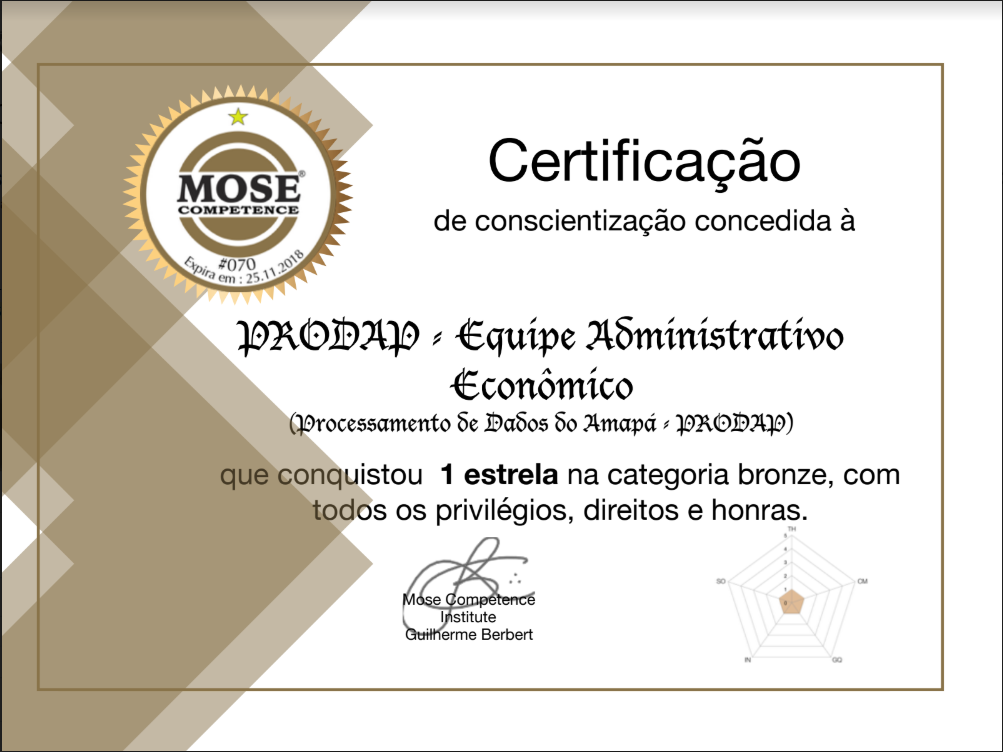 MOSE®
COMPETENCE
#070
Expira em : 25.11.2018
Certificação
de conscientização concedida à
PRODAP - Equipe Administrativo
Econômico
(Processamento de Dados do Amapá - PRODAP)
que conquistou 1 estrela na categoria bronze, com
todos os privilégios, direitos e honras.
Mose Competence
Institute
Guilherme Berbert
TH
5
4
3
2
1
0
SO
CM
IN
GQ